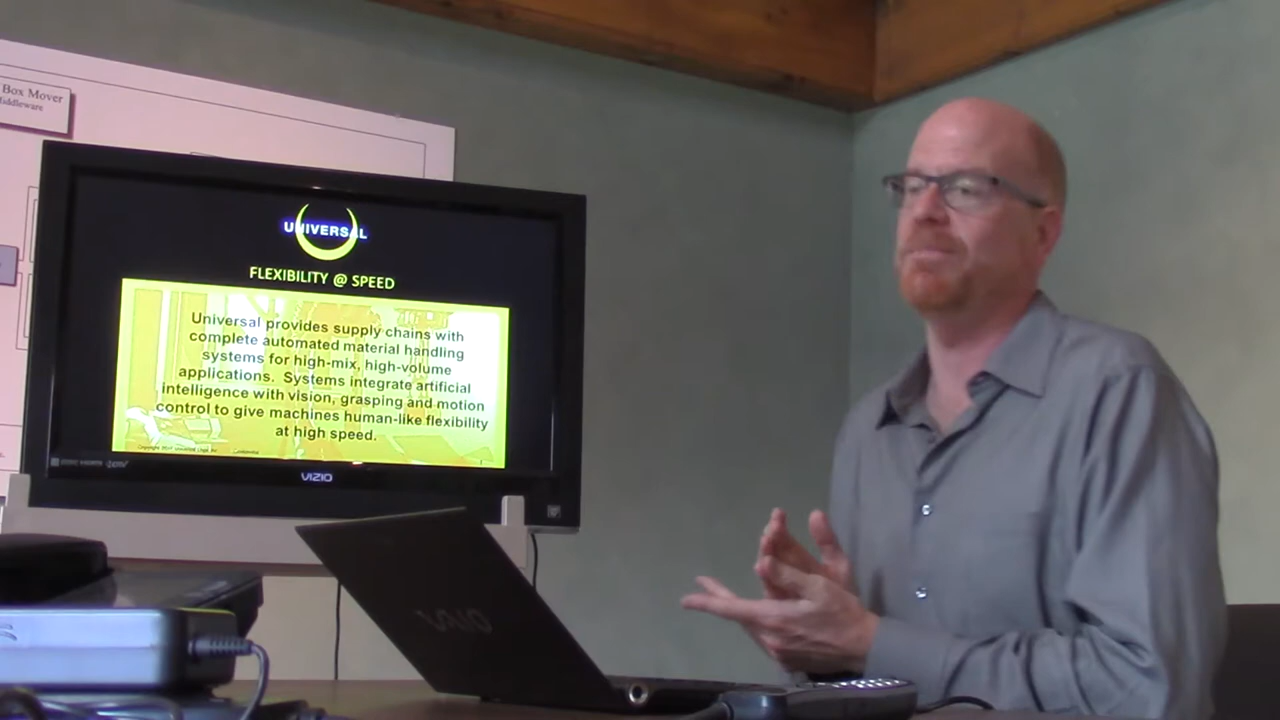 Box Mover
Middleware
UNIVERSAL
FLEXIBILITY @ SPEED
Universal provides supply chains with
complete automated material handling
systems for high-mix, high-volume
applications. Systems integrate artificial
intelligence with vision, grasping and motion
control to give machines human-like flexibility
at high speed.
VIZIO
VAIO